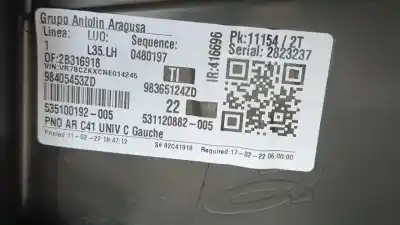 Grupo Antolin Aragusa
Linea: LUO: Sequence:
1 L35.LH 0480197
OF:2B316918
VIN:VR7BCZKXCNE014245
98405453ZD TI 98365124ZD
22
535100192-005 531120882-005
PNO AR C41 UNIV C Gauche
Printed 11-02-22 18:47:12 S# 82C41918 Required:17-02-22 06:00:00
IR:416696
Pk:11154 / 2T
Serial: 2823237